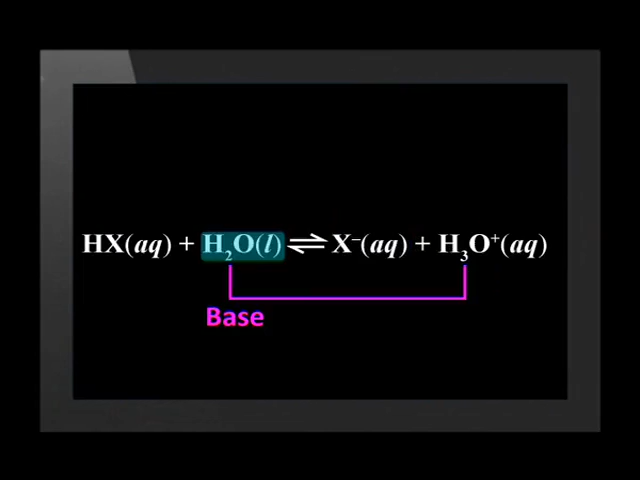 HX(aq) + H₂O(l) ⇌ X⁻(aq) + H₃O⁺(aq)
Base